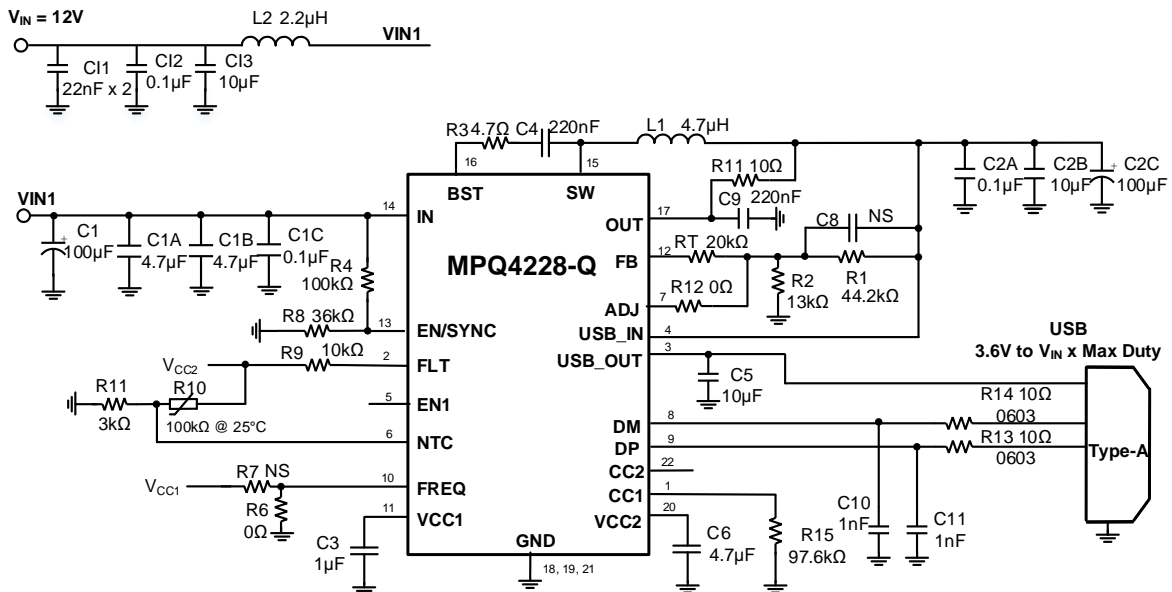 V_IN = 12V
L2 2.2µH
VIN1
CI1
22nF x 2
CI2
0.1µF
CI3
10µF
R3 4.7Ω C4 220nF
L1 4.7µH
16
15
BST
SW
R11 10Ω
C9 220nF
C2A
0.1µF
C2B
10µF
C2C
100µF
+
VIN1
14
IN
17
OUT
C8 NS
+
C1
100µF
C1A
4.7µF
C1B
4.7µF
C1C
0.1µF
R4
100kΩ
MPQ4228-Q
12
FB
RT 20kΩ
R2
13kΩ
R1
44.2kΩ
7
ADJ
R12 0Ω
R8 36kΩ
13
EN/SYNC
USB_IN
4
USB
3.6V to V_IN x Max Duty
V_CC2
R9 10kΩ
2
FLT
USB_OUT
3
C5
10µF
R11
3kΩ
R10
100kΩ @ 25°C
5
EN1
6
NTC
DM
8
R14 10Ω
0603
DP
9
R13 10Ω
0603
Type-A
CC2
22
V_CC1
R7 NS
10
FREQ
CC1
1
R6
0Ω
11
VCC1
VCC2
20
C3
1µF
GND
18, 19, 21
C6
4.7µF
R15
97.6kΩ
C10
1nF
C11
1nF